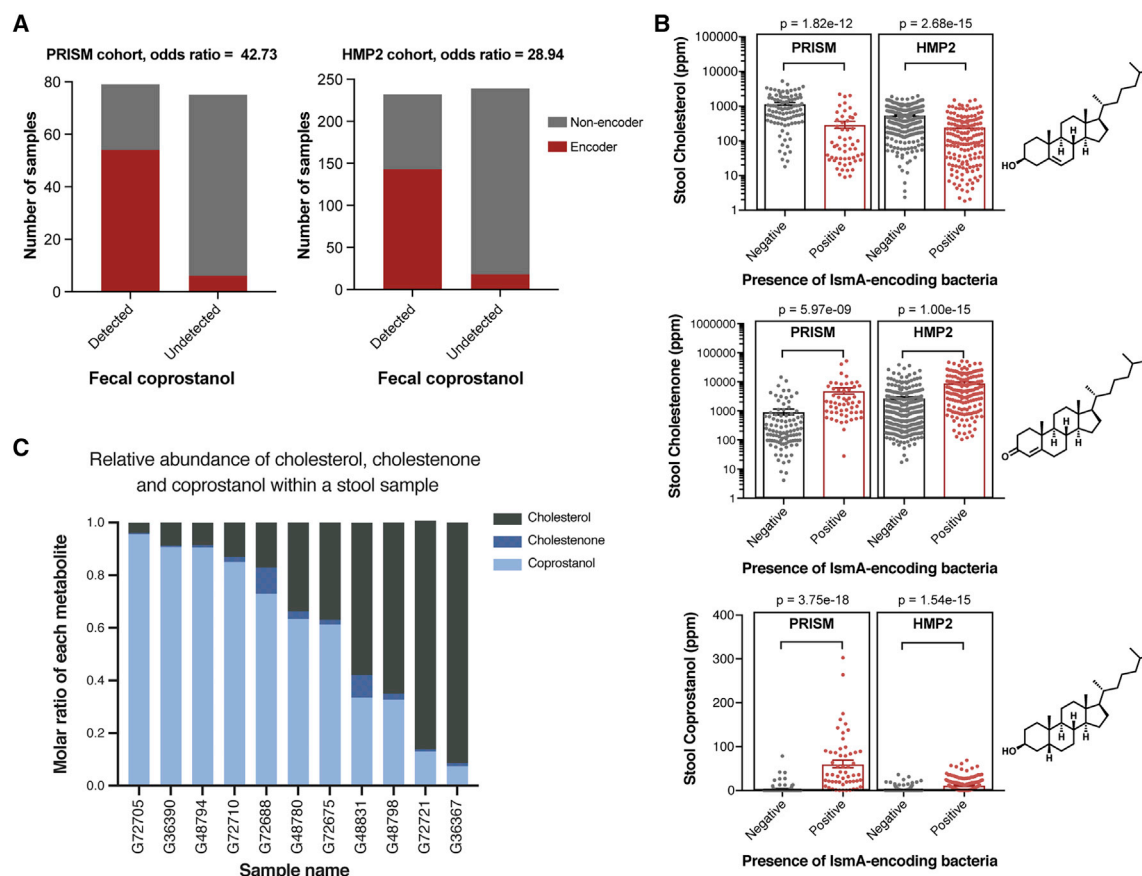 A
PRISM cohort, odds ratio = 42.73
Number of samples
80
60
40
20
0
Detected
Undetected
Fecal coprostanol
HMP2 cohort, odds ratio = 28.94
Number of samples
250
200
150
100
50
0
Detected
Undetected
Fecal coprostanol
Non-encoder
Encoder
B
p = 1.82e-12
p = 2.68e-15
PRISM
HMP2
Stool Cholesterol (ppm)
100000
10000
1000
100
10
1
Negative
Positive
Negative
Positive
Presence of IsmA-encoding bacteria
HO
H
H
H
p = 5.97e-09
p = 1.00e-15
PRISM
HMP2
Stool Cholestenone (ppm)
1000000
100000
10000
1000
100
10
1
Negative
Positive
Negative
Positive
Presence of IsmA-encoding bacteria
O
H
H
H
p = 3.75e-18
p = 1.54e-15
PRISM
HMP2
Stool Coprostanol (ppm)
400
300
200
100
0
Negative
Positive
Negative
Positive
Presence of IsmA-encoding bacteria
HO
H
H
H
H
C
Relative abundance of cholesterol, cholestenone
and coprostanol within a stool sample
Molar ratio of each metabolite
1.0
0.8
0.6
0.4
0.2
0.0
G72705
G36390
G48794
G72710
G72688
G48780
G72675
G48831
G48798
G72721
G36367
Sample name
Cholesterol
Cholestenone
Coprostanol